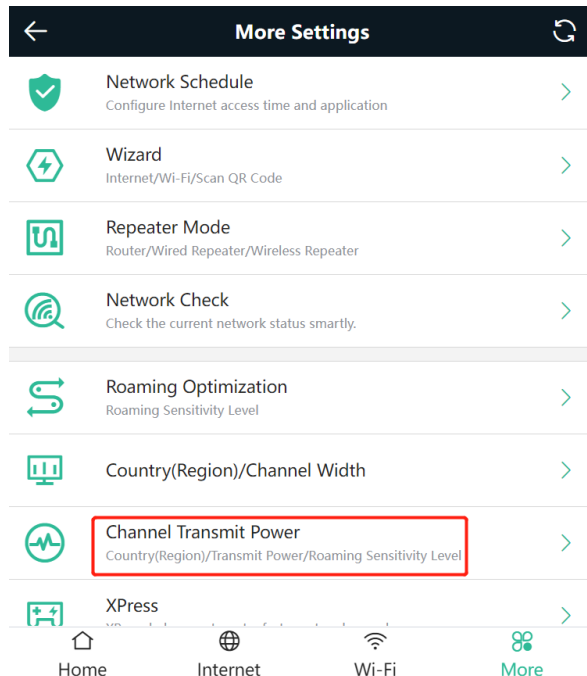 More Settings
Network Schedule
Configure Internet access time and application
Wizard
Internet/Wi-Fi/Scan QR Code
Repeater Mode
Router/Wired Repeater/Wireless Repeater
Network Check
Check the current network status smartly.
Roaming Optimization
Roaming Sensitivity Level
Country(Region)/Channel Width
Channel Transmit Power
Country(Region)/Transmit Power/Roaming Sensitivity Level
XPress
Home Internet Wi-Fi More